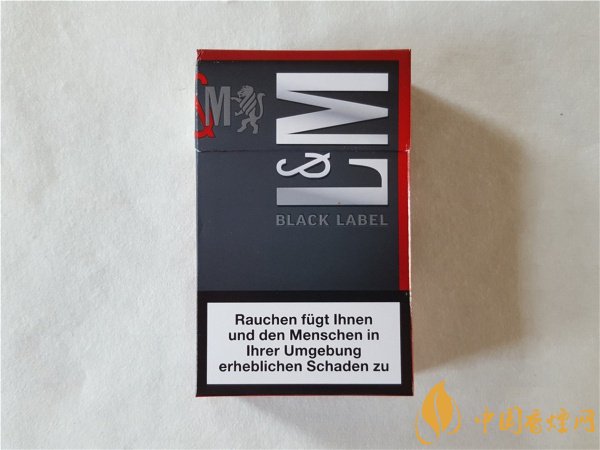 &M
L&M
BLACK LABEL
Rauchen fügt Ihnen
und den Menschen in
Ihrer Umgebung
erheblichen Schaden zu
中国香烟网